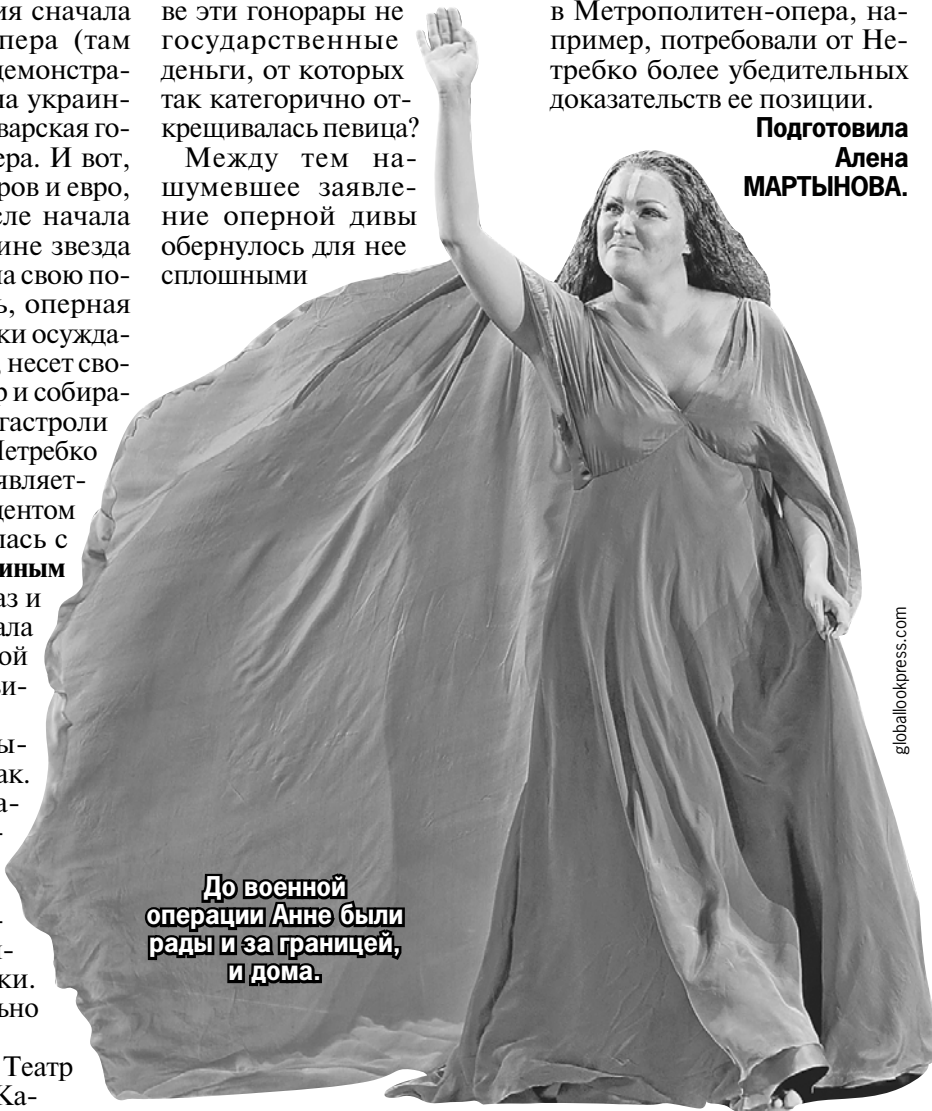 ия сначала
пера (там
демонстра-
на украин-
варская го-
ера. И вот,
ров и евро,
сле начала
ине звезда
ла свою по-
ь, оперная
ки осужда-
, несет сво-
р и собира-
гастроли
Нетребко
являет-
дентом
лась с
иным
аз и
ала
ой
и-
ы-
ак.
а-
-
-
-
ки.
ьно
Театр
Ка-
ве эти гонорары не
государственные
деньги, от которых
так категорично от-
крещивалась певица?
Между тем на-
шумевшее заявле-
ние оперной дивы
обернулось для нее
сплошными
в Метрополитен-опера, на-
пример, потребовали от Не-
требко более убедительных
доказательств ее позиции.
Подготовила
Алена
МАРТЫНОВА.
globallookpress.com
До военной
операции Анне были
рады и за границей,
и дома.